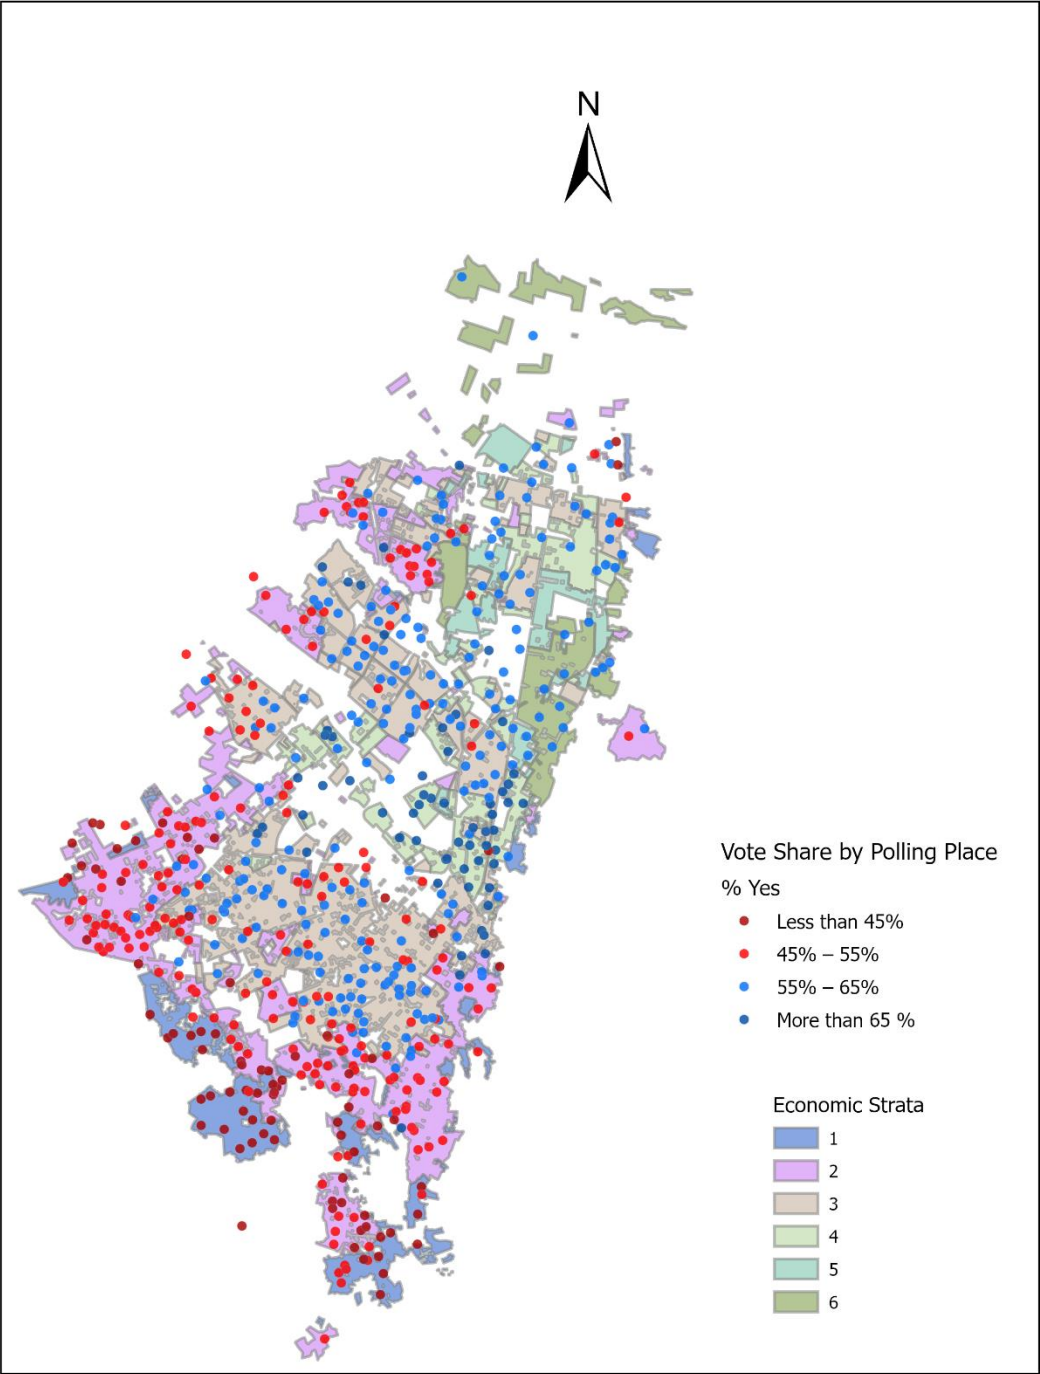 N
Vote Share by Polling Place
% Yes
Less than 45%
45% – 55%
55% – 65%
More than 65 %
Economic Strata
1
2
3
4
5
6